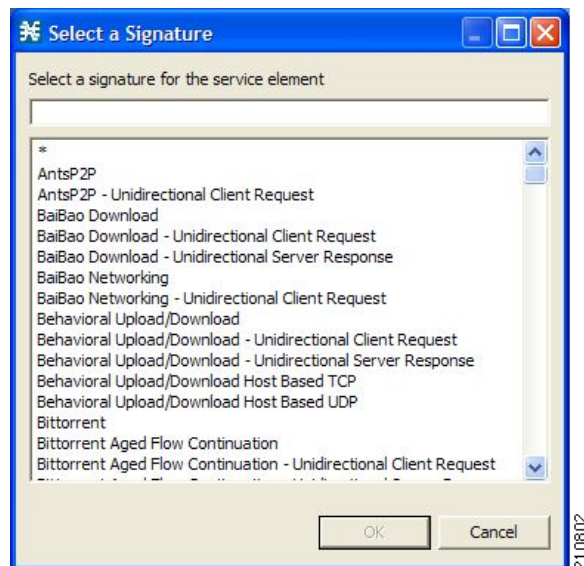 Select a Signature
Select a signature for the service element
*
AntsP2P
AntsP2P - Unidirectional Client Request
BaiBao Download
BaiBao Download - Unidirectional Client Request
BaiBao Download - Unidirectional Server Response
BaiBao Networking
BaiBao Networking - Unidirectional Client Request
Behavioral Upload/Download
Behavioral Upload/Download - Unidirectional Client Request
Behavioral Upload/Download - Unidirectional Server Response
Behavioral Upload/Download Host Based TCP
Behavioral Upload/Download Host Based UDP
Bittorrent
Bittorrent Aged Flow Continuation
Bittorrent Aged Flow Continuation - Unidirectional Client Request
OK
Cancel
210802